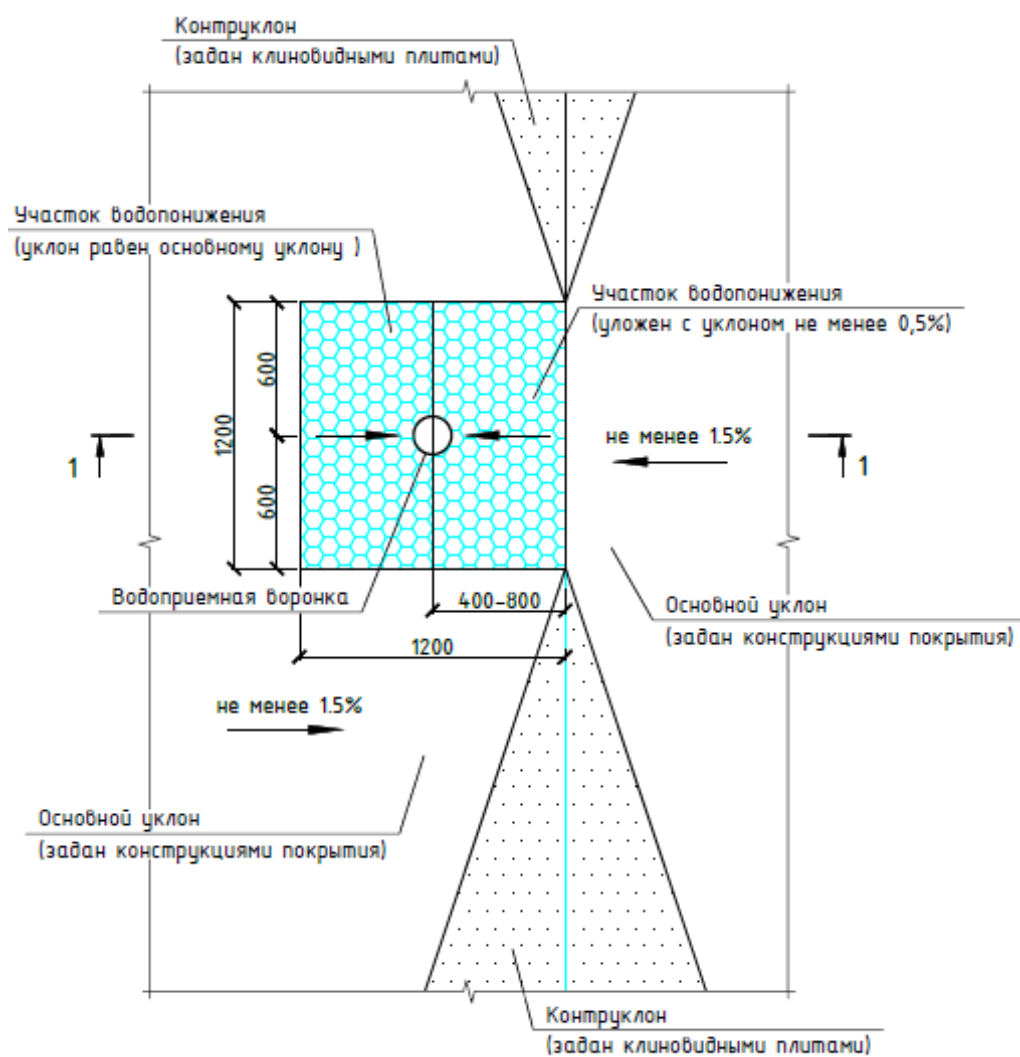 Контруклон
(задан клиновидными плитами)
Участок водопонижения
(уклон равен основному уклону )
Участок водопонижения
(уложен с уклоном не менее 0,5%)
600
1200
600
не менее 1.5%
1
1
Водоприемная воронка
400-800
Основной уклон
(задан конструкциями покрытия)
1200
не менее 1.5%
Основной уклон
(задан конструкциями покрытия)
Контруклон
(задан клиновидными плитами)